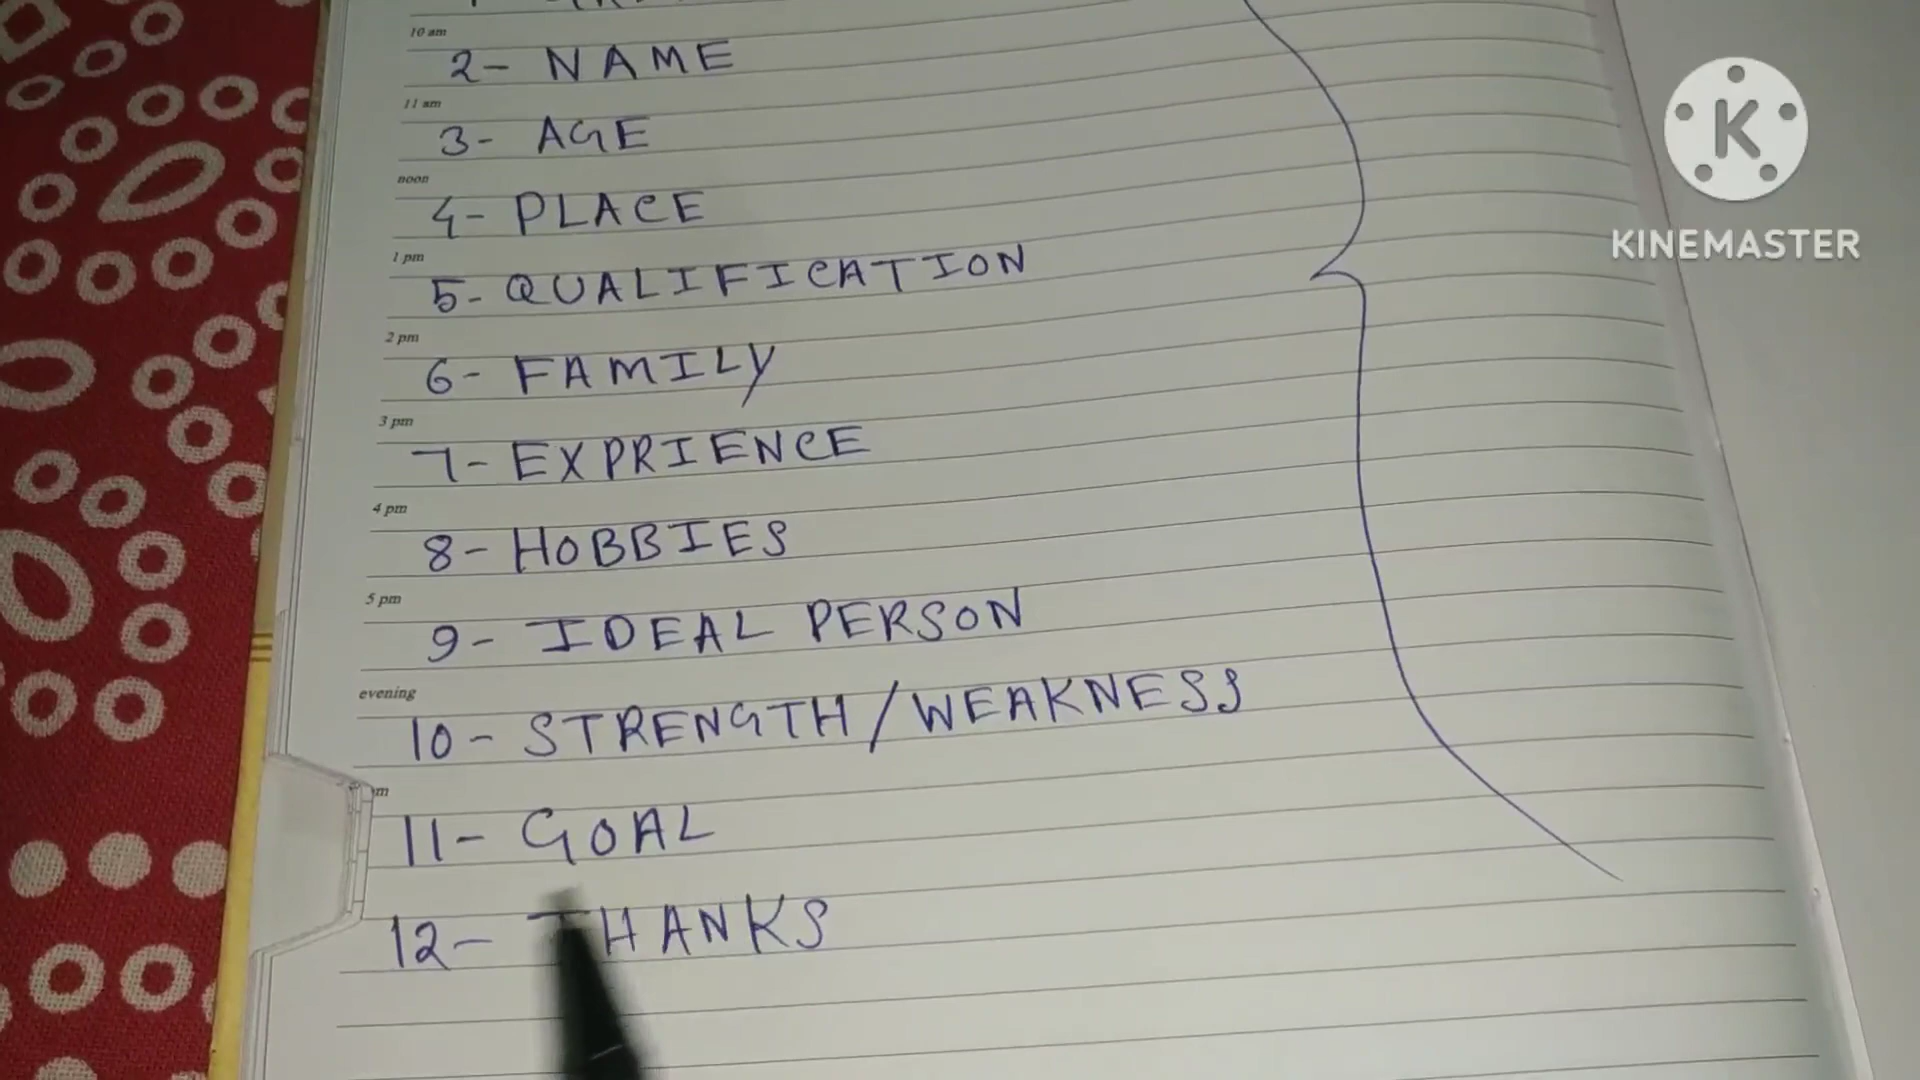 10 am
2- NAME
11 am
3- AGE
noon
4- PLACE
1 pm
5- QUALIFICATION
2 pm
6- FAMILY
3 pm
7- EXPRIENCE
4 pm
8- HOBBIES
5 pm
9- IDEAL PERSON
evening
10- STRENGTH/WEAKNESS
11- GOAL
12- THANKS
K
KINEMASTER